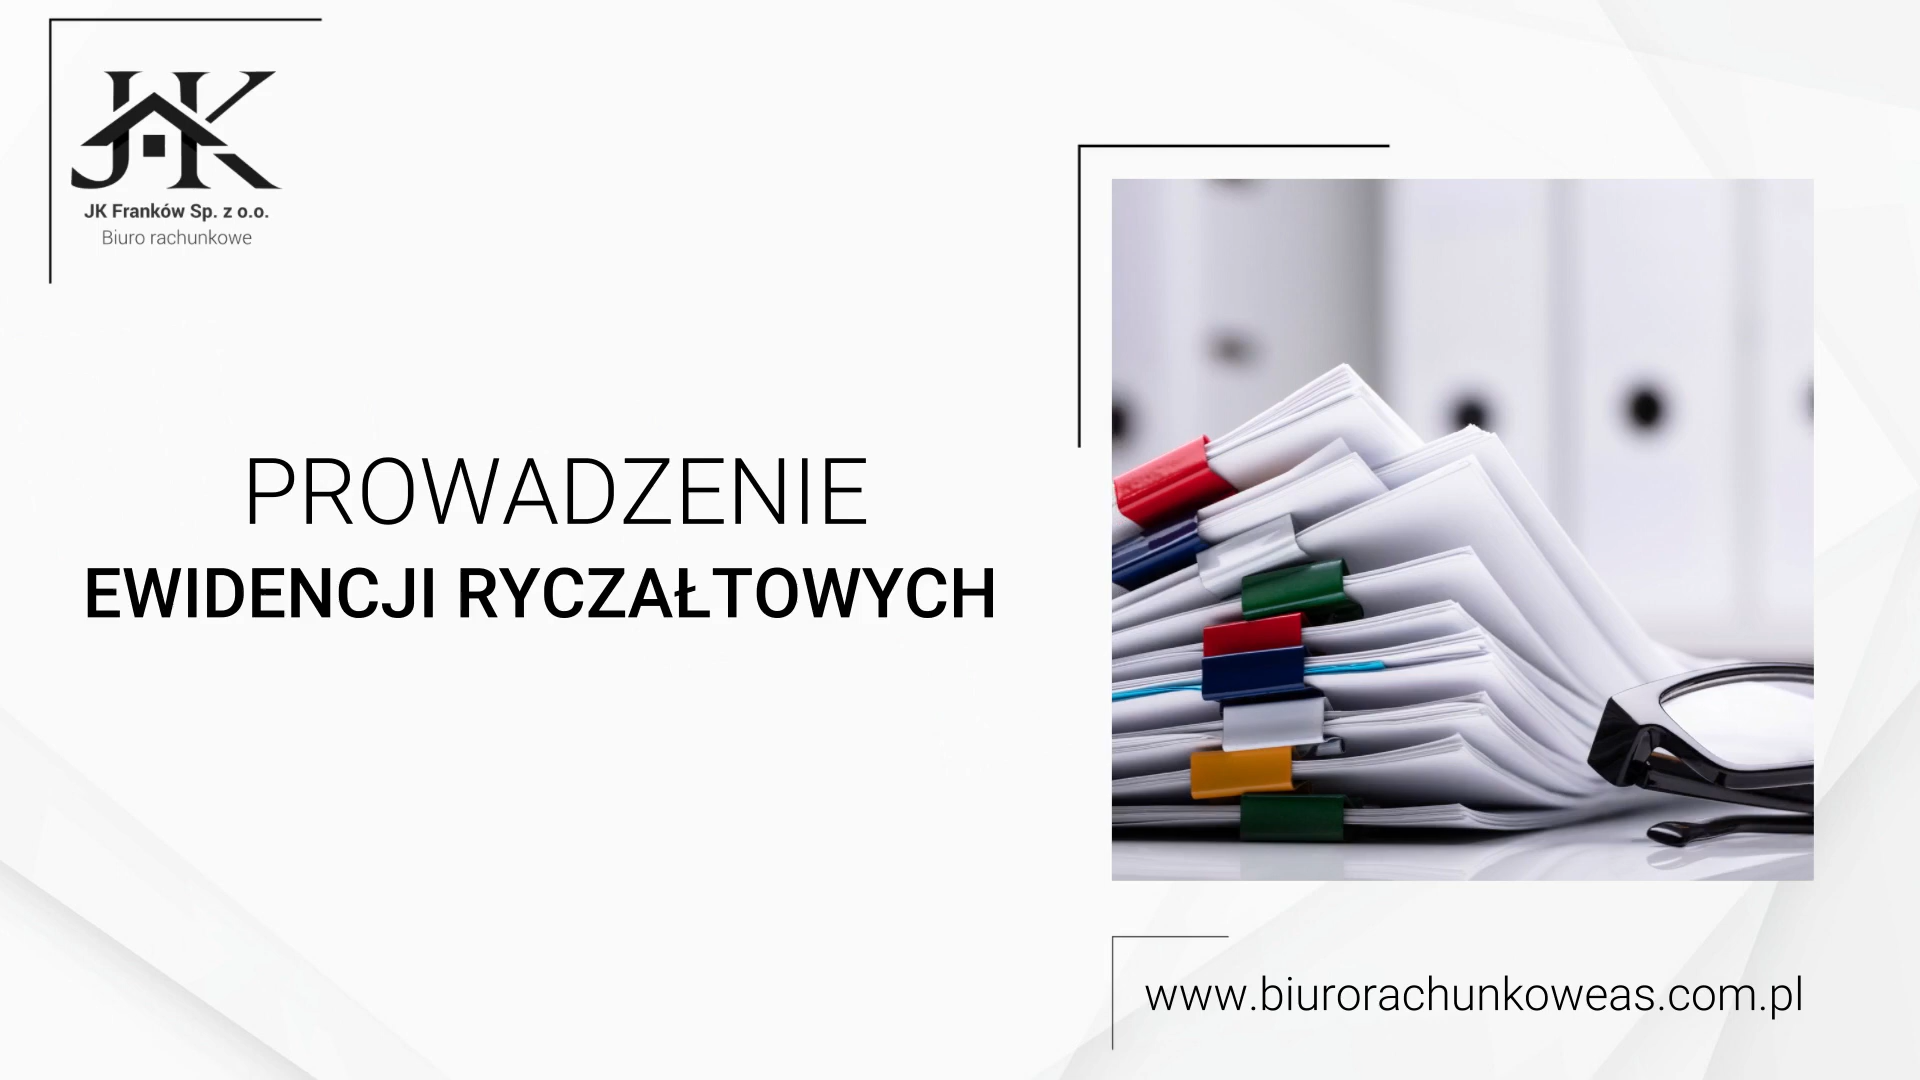 JK
JK Franków Sp. z o.o.
Biuro rachunkowe
PROWADZENIE
EWIDENCJI RYCZAŁTOWYCH
www.biurorachunkoweas.com.pl